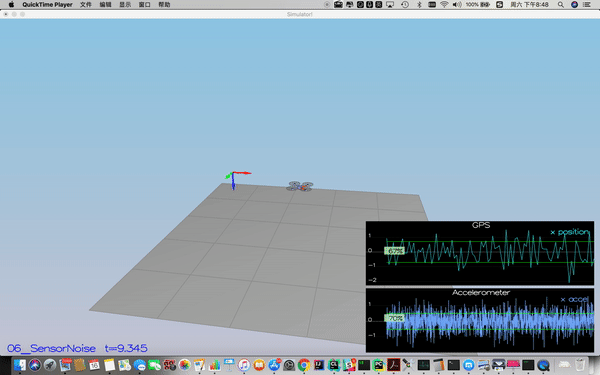 QuickTime Player 文件 编辑 显示 窗口 帮助 100% 周六 下午8:48
Simulator!
GPS
x position
1
67%
0
-1
-2
Accelerometer
x accel
1
70%
0
-1
06_SensorNoise t=9.345